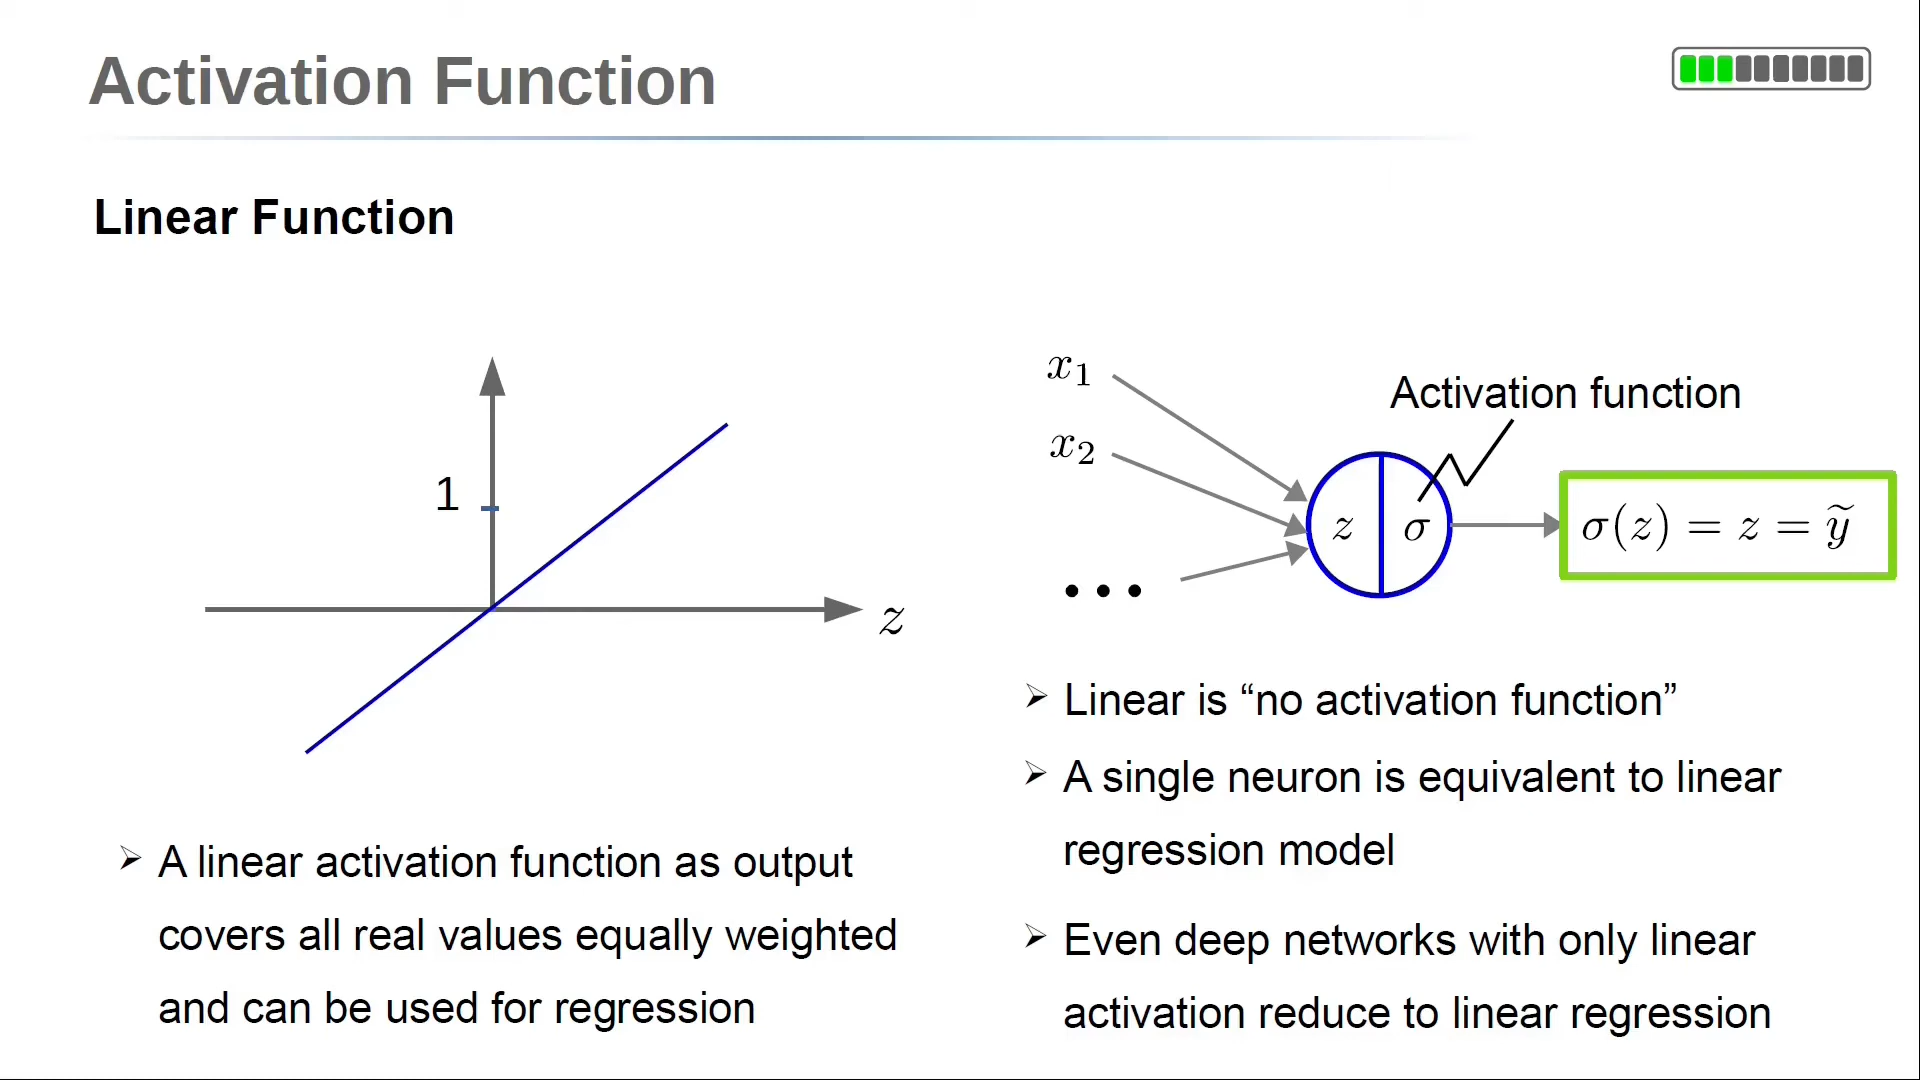 Activation Function
Linear Function
1
z
A linear activation function as output
covers all real values equally weighted
and can be used for regression
x₁
x₂
• • •
Activation function
z σ
σ(z) = z = ỹ
Linear is “no activation function”
A single neuron is equivalent to linear
regression model
Even deep networks with only linear
activation reduce to linear regression